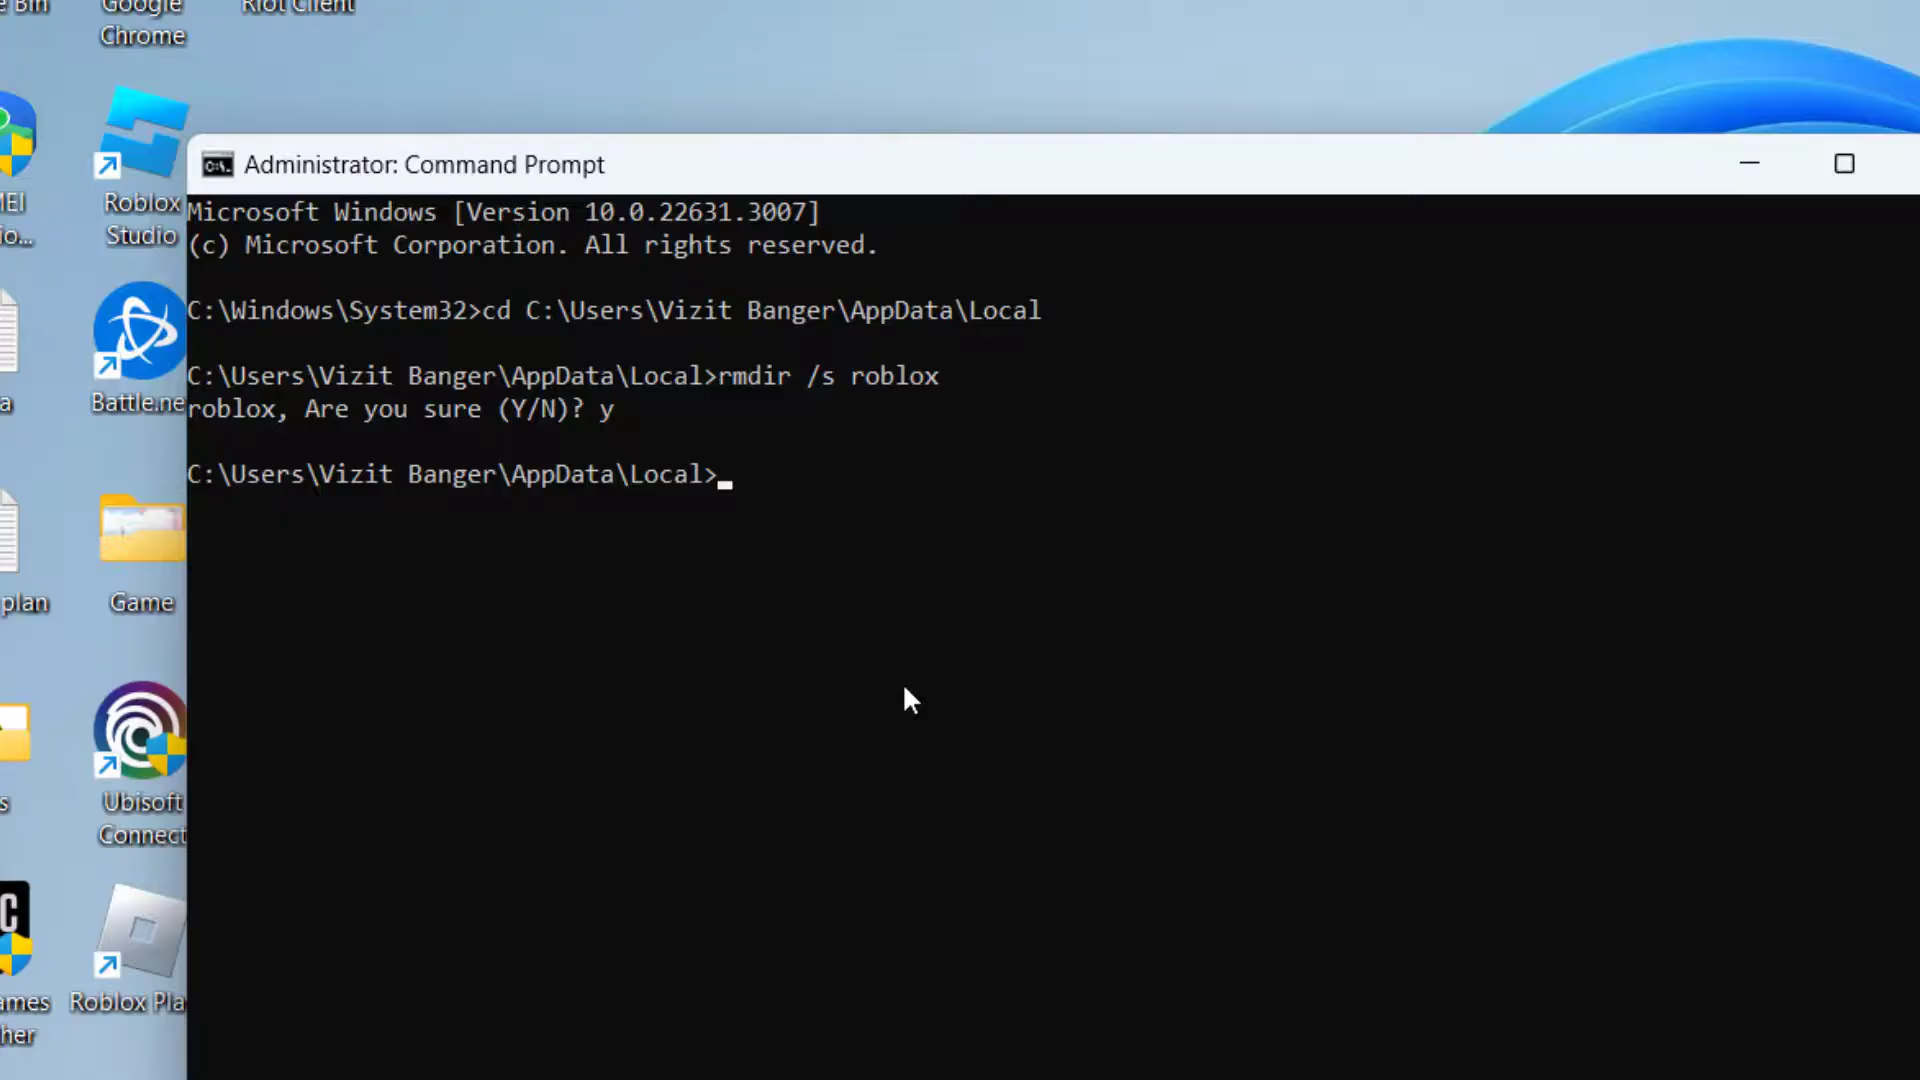 Google
Chrome
Riot Client
Roblox
Studio
Battle.ne
plan
Game
Ubisoft
Connect
Roblox Pla
Administrator: Command Prompt
Microsoft Windows [Version 10.0.22631.3007]
(c) Microsoft Corporation. All rights reserved.
C:\Windows\System32>cd C:\Users\Vizit Banger\AppData\Local
C:\Users\Vizit Banger\AppData\Local>rmdir /s roblox
roblox, Are you sure (Y/N)? y
C:\Users\Vizit Banger\AppData\Local>